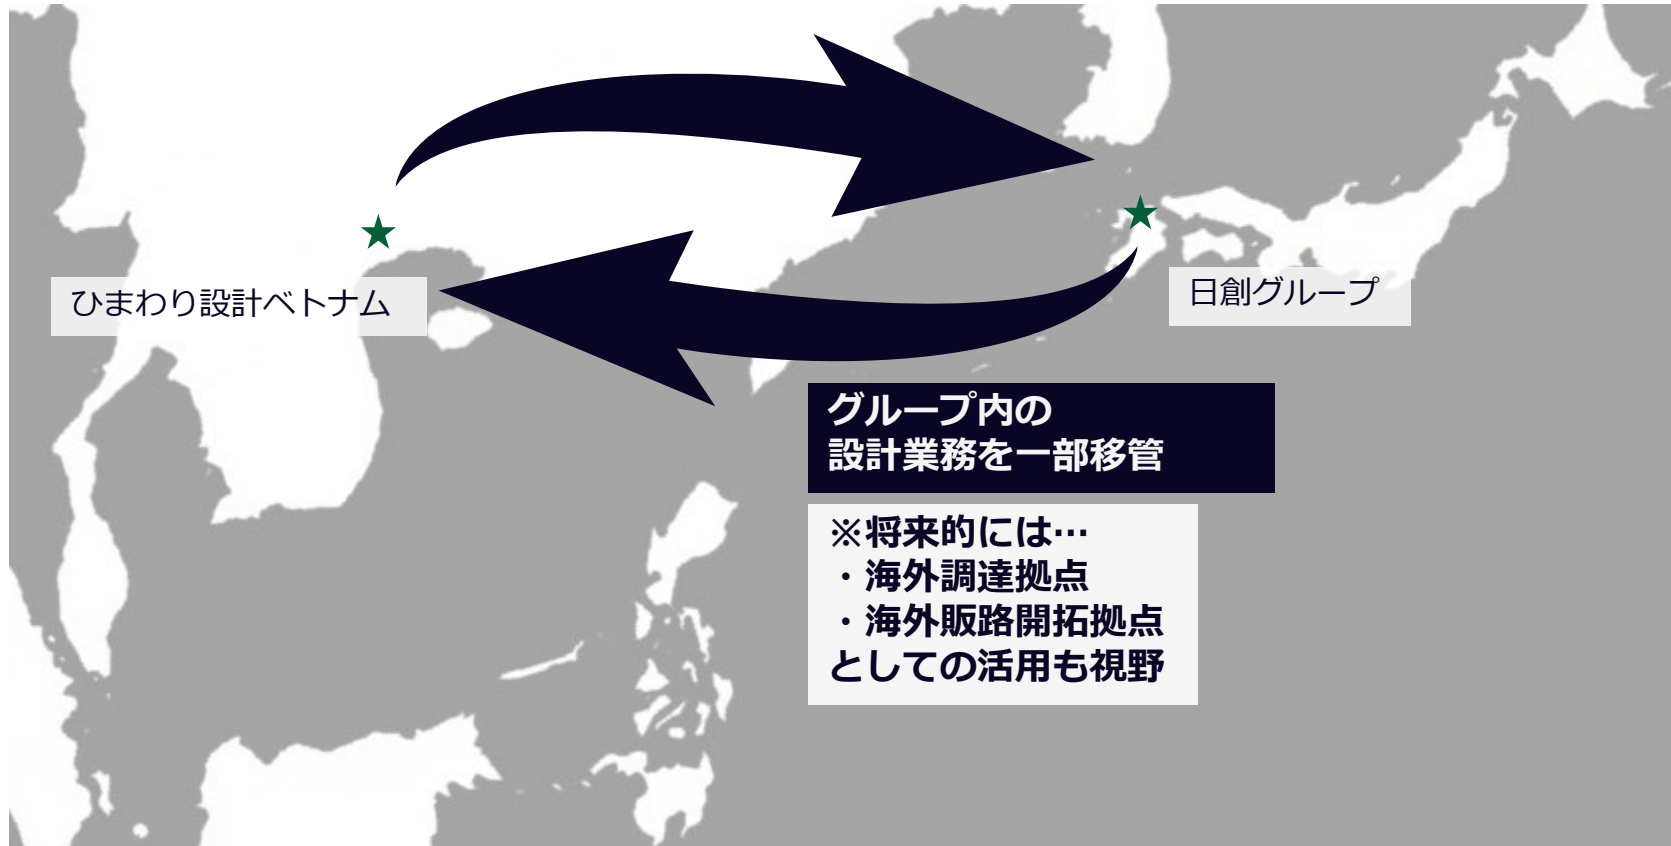 ひまわり設計ベトナム
日創グループ
グループ内の
設計業務を一部移管
※将来的には…
・海外調達拠点
・海外販路開拓拠点
としての活用も視野